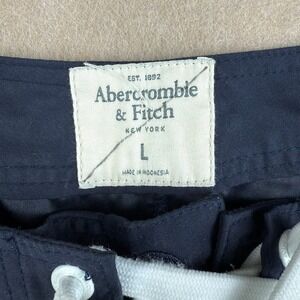 EST. 1892
Abercrombie
& Fitch
NEW YORK
L
MADE IN INDONESIA